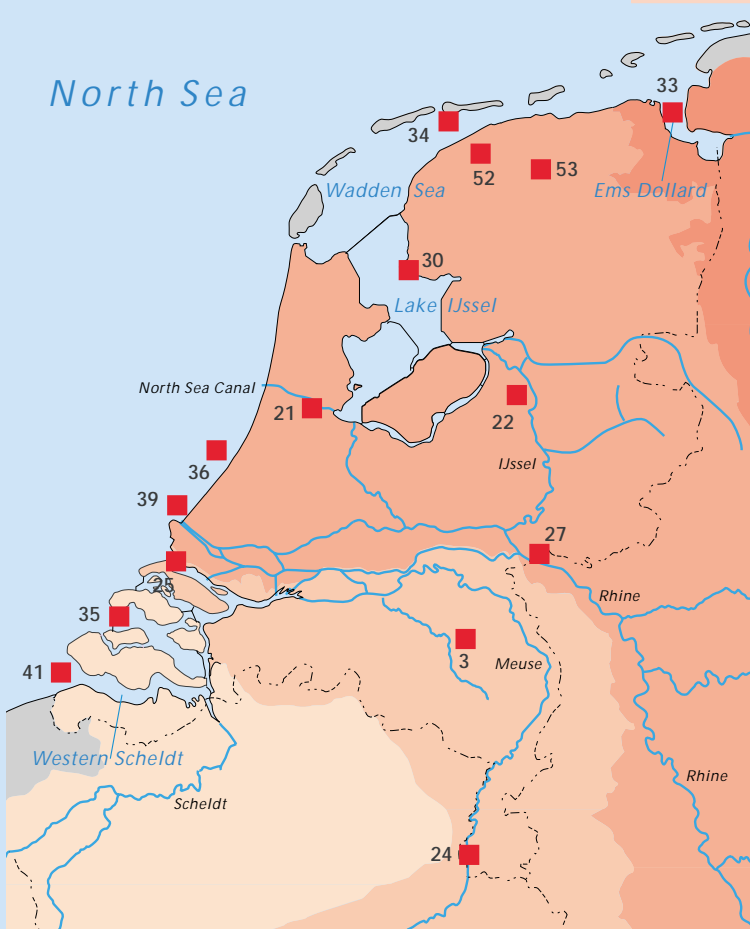 North Sea
33
34
52
53
Wadden Sea
Ems Dollard
30
Lake IJssel
North Sea Canal
21
22
36
IJssel
39
27
25
Rhine
35
3
Meuse
41
Western Scheldt
Rhine
Scheldt
24